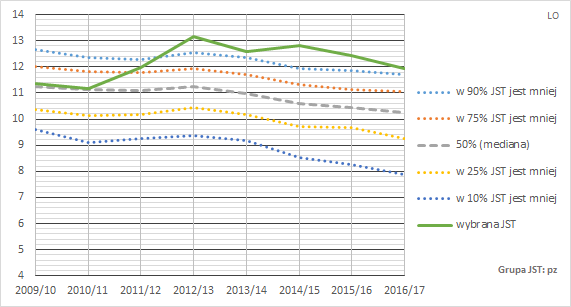 LO
14
13
12
11
10
9
8
7
6
5
4
2009/10 2010/11 2011/12 2012/13 2013/14 2014/15 2015/16 2016/17
w 90% JST jest mniej
w 75% JST jest mniej
50% (mediana)
w 25% JST jest mniej
w 10% JST jest mniej
wybrana JST
Grupa JST: pz